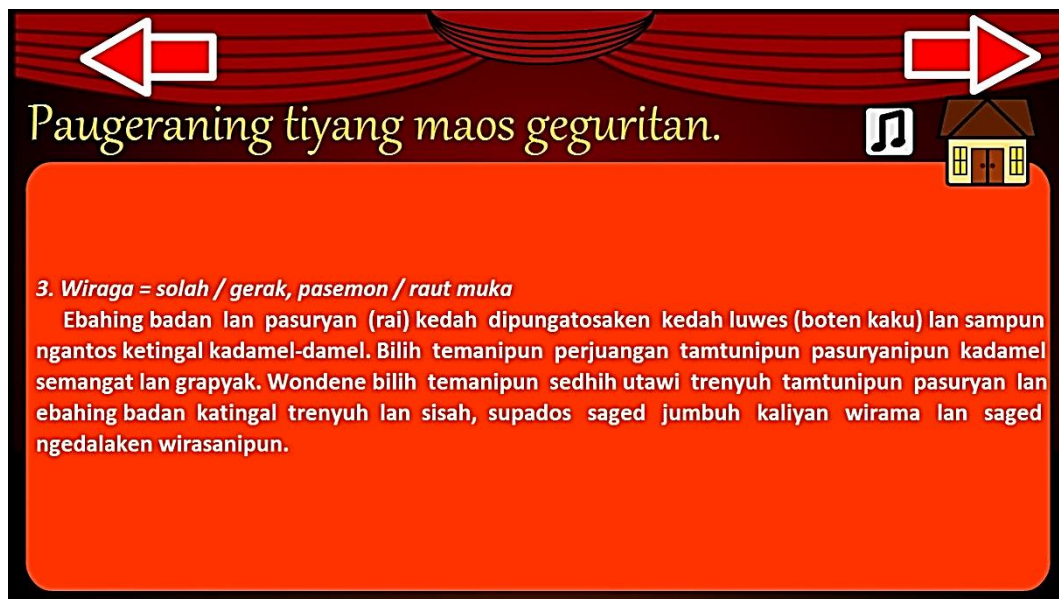 Paugeraning tiyang maos geguritan.
3. Wiraga = solah / gerak, pasemon / raut muka
Ebahing badan lan pasuryan (rai) kedah dipungatosaken kedah luwes (boten kaku) lan sampun
ngantos ketingal kadamel-damel. Bilih temanipun perjuangan tamtunipun pasuryanipun kadamel
semangat lan grapyak. Wondene bilih temanipun sedhih utawi trenyuh tamtunipun pasuryan lan
ebahing badan katingal trenyuh lan sisah, supados saged jumbuh kaliyan wirama lan saged
ngedalaken wirasanipun.